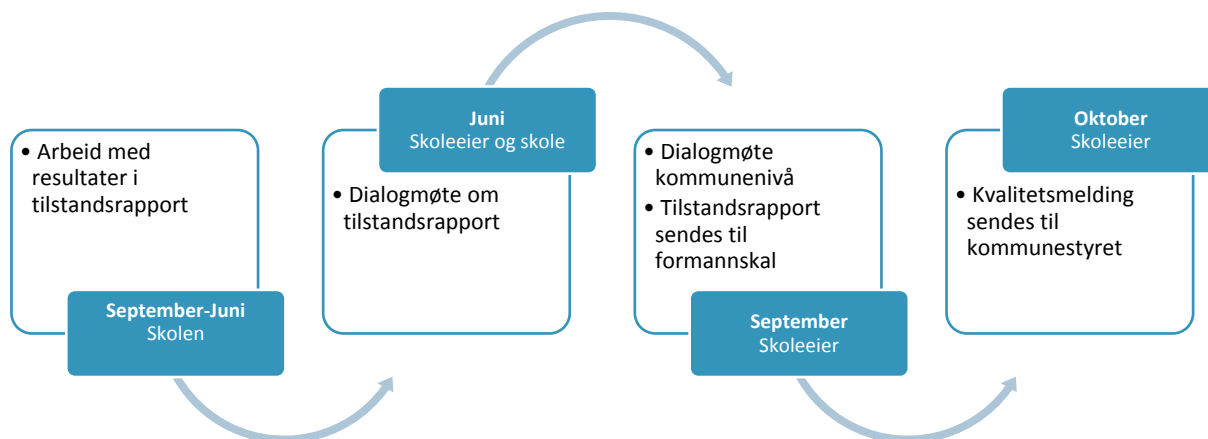 • Arbeid med
resultater i
tilstandsrapport
September-Juni
Skolen
Juni
Skoleeier og skole
• Dialogmøte om
tilstandsrapport
• Dialogmøte
kommunenivå
• Tilstandsrapport
sendes til
formannskal
September
Skoleeier
Oktober
Skoleeier
• Kvalitetsmelding
sendes til
kommunestyret